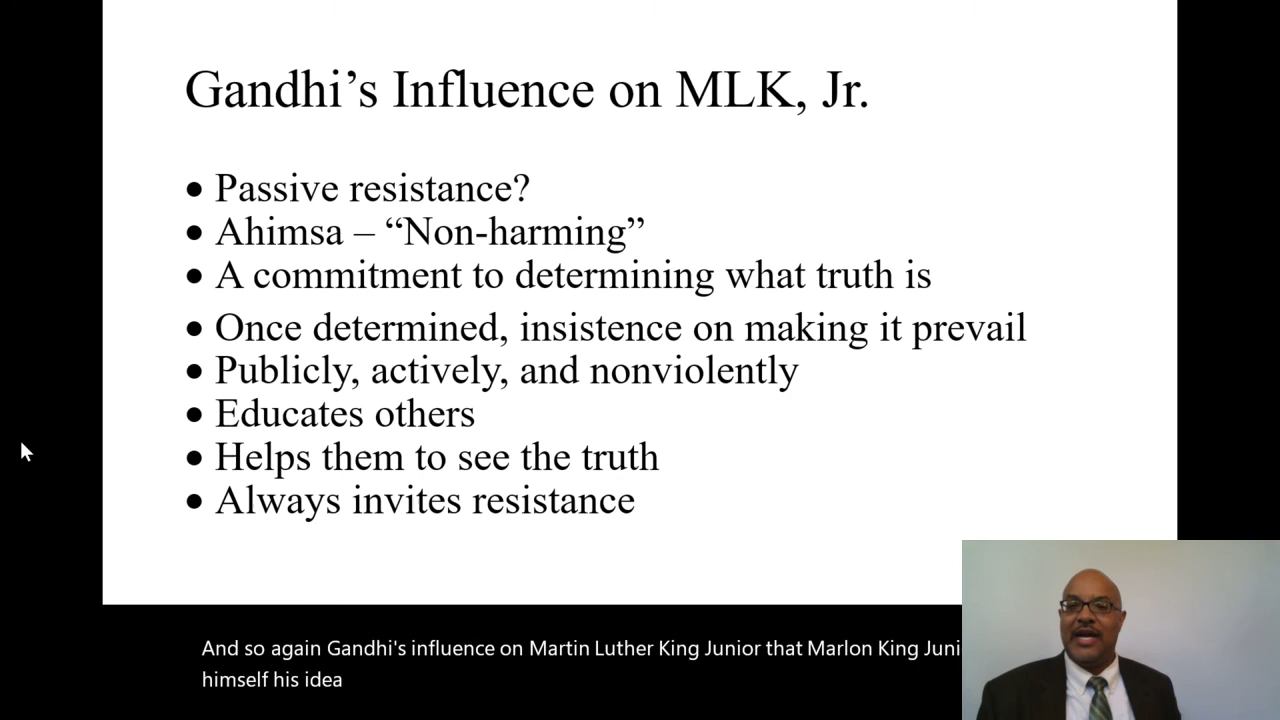 Gandhi’s Influence on MLK, Jr.
• Passive resistance?
• Ahimsa – “Non-harming”
• A commitment to determining what truth is
• Once determined, insistence on making it prevail
• Publicly, actively, and nonviolently
• Educates others
• Helps them to see the truth
• Always invites resistance
And so again Gandhi's influence on Martin Luther King Junior that Marlon King Juni
himself his idea